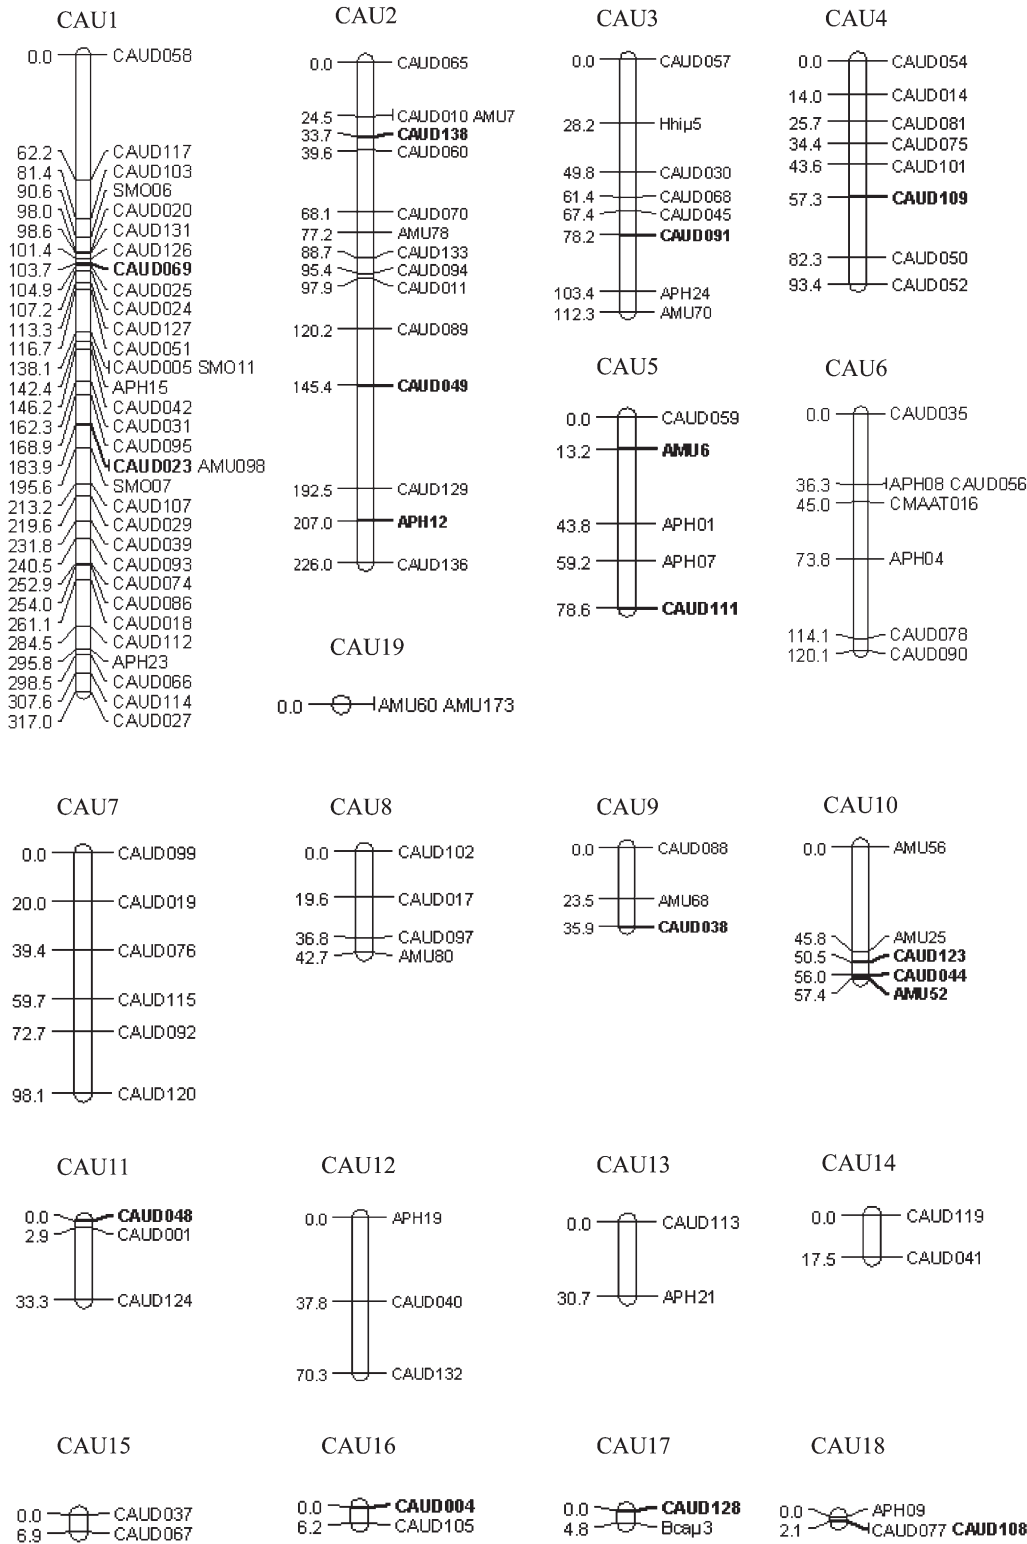 CAU1
0.0 CAUD058
62.2 CAUD117
81.4 CAUD103
90.6 SMO06
98.0 CAUD020
98.6 CAUD131
101.4 CAUD126
103.7 CAUD069
104.9 CAUD025
107.2 CAUD024
113.3 CAUD127
116.7 CAUD051
138.1 CAUD005 SMO11
142.4 APH15
146.2 CAUD042
162.3 CAUD031
168.9 CAUD095
183.9 CAUD023 AMU098
195.6 SMO07
213.2 CAUD107
219.6 CAUD029
231.8 CAUD039
240.5 CAUD093
252.9 CAUD074
254.0 CAUD086
261.1 CAUD018
284.5 CAUD112
295.8 APH23
298.5 CAUD066
307.6 CAUD114
317.0 CAUD027
CAU2
0.0 CAUD065
24.5 CAUD010 AMU7
33.7 CAUD138
39.6 CAUD060
68.1 CAUD070
77.2 AMU78
88.7 CAUD133
95.4 CAUD094
97.9 CAUD011
120.2 CAUD089
145.4 CAUD049
192.5 CAUD129
207.0 APH12
226.0 CAUD136
CAU3
0.0 CAUD057
28.2 Hhiµ5
49.8 CAUD030
61.4 CAUD068
67.4 CAUD045
78.2 CAUD091
103.4 APH24
112.3 AMU70
CAU4
0.0 CAUD054
14.0 CAUD014
25.7 CAUD081
34.4 CAUD075
43.6 CAUD101
57.3 CAUD109
82.3 CAUD050
93.4 CAUD052
CAU5
0.0 CAUD059
13.2 AMU6
43.8 APH01
59.2 APH07
78.6 CAUD111
CAU6
0.0 CAUD035
36.3 APH08 CAUD056
45.0 CMAAT016
73.8 APH04
114.1 CAUD078
120.1 CAUD090
CAU19
0.0 AMU60 AMU173
CAU7
0.0 CAUD099
20.0 CAUD019
39.4 CAUD076
59.7 CAUD115
72.7 CAUD092
98.1 CAUD120
CAU8
0.0 CAUD102
19.6 CAUD017
36.8 CAUD097
42.7 AMU80
CAU9
0.0 CAUD088
23.5 AMU68
35.9 CAUD038
CAU10
0.0 AMU56
45.8 AMU25
50.5 CAUD123
56.0 CAUD044
57.4 AMU52
CAU11
0.0 CAUD048
2.9 CAUD001
33.3 CAUD124
CAU12
0.0 APH19
37.8 CAUD040
70.3 CAUD132
CAU13
0.0 CAUD113
30.7 APH21
CAU14
0.0 CAUD119
17.5 CAUD041
CAU15
0.0 CAUD037
6.9 CAUD067
CAU16
0.0 CAUD004
6.2 CAUD105
CAU17
0.0 CAUD128
4.8 Bcaµ3
CAU18
0.0 APH09
2.1 CAUD077 CAUD108